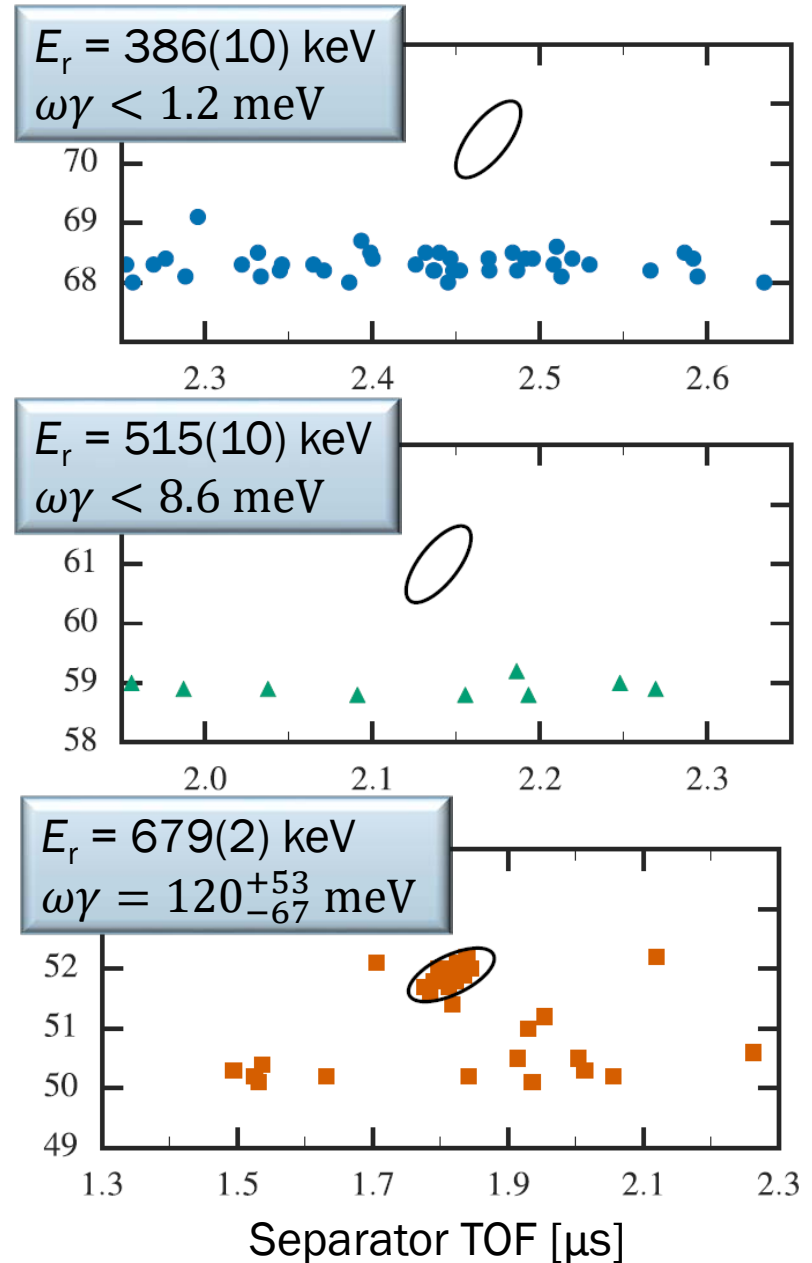 E_r = 386(10) keV
ωγ < 1.2 meV
70
69
68
2.3 2.4 2.5 2.6
E_r = 515(10) keV
ωγ < 8.6 meV
61
60
59
58
2.0 2.1 2.2 2.3
E_r = 679(2) keV
ωγ = 120^{+53}_{-67} meV
52
51
50
49
1.3 1.5 1.7 1.9 2.1 2.3
Separator TOF [μs]